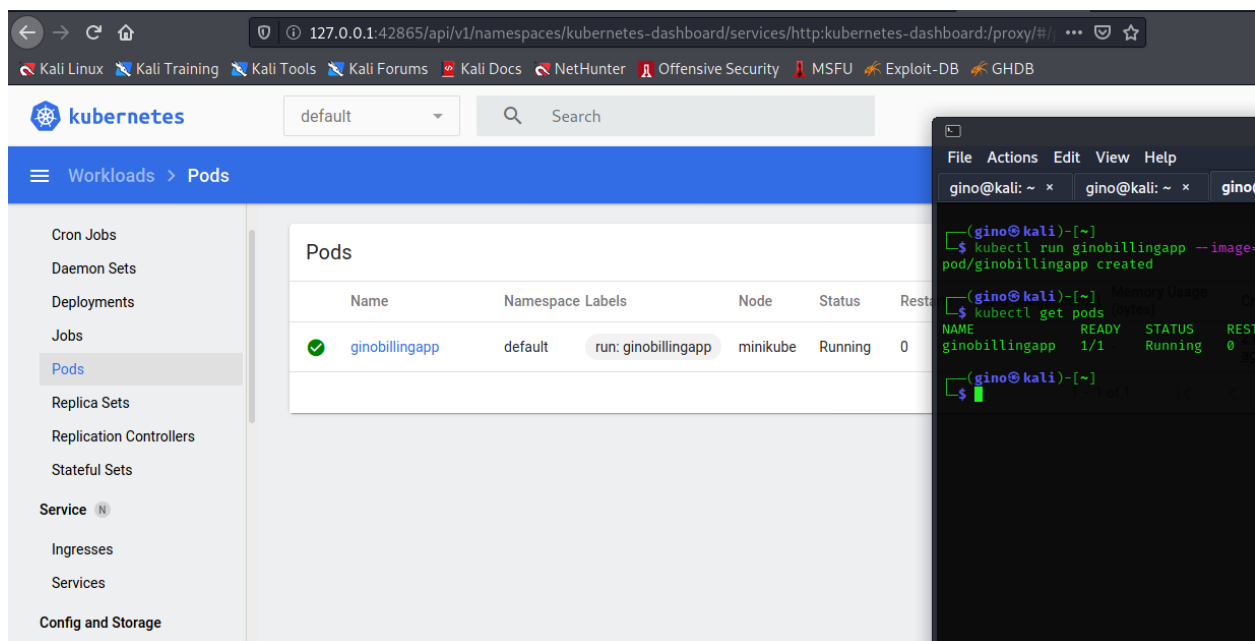 127.0.0.1:42865/api/v1/namespaces/kubernetes-dashboard/services/http:kubernetes-dashboard:/proxy/#/
Kali Linux Kali Training Kali Tools Kali Forums Kali Docs NetHunter Offensive Security MSFU Exploit-DB GHDB
kubernetes
default
Search
Workloads > Pods
Cron Jobs
Daemon Sets
Deployments
Jobs
Pods
Replica Sets
Replication Controllers
Stateful Sets
Service N
Ingresses
Services
Config and Storage
Pods
Name Namespace Labels Node Status
ginobillingapp default run: ginobillingapp minikube Running 0
File Actions Edit View Help
gino@kali: ~ × gino@kali: ~ × gino
(gino㉿kali)-[~]
$ kubectl run ginobillingapp --image=
pod/ginobillingapp created
(gino㉿kali)-[~]
Memory Usage
$ kubectl get pods
(bytes)
NAME READY STATUS REST
ginobillingapp 1/1 Running 0
(gino㉿kali)-[~]
$